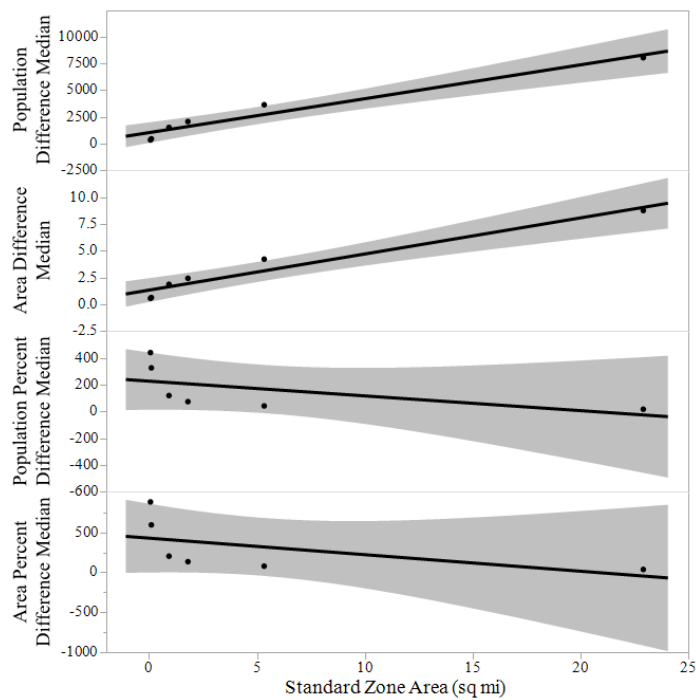 10000
7500
5000
2500
0
-2500
Population
Difference Median
10.0
7.5
5.0
2.5
0.0
-2.5
Area Difference
Median
400
200
0
-200
-400
-600
Population Percent
Difference Median
500
0
-500
-1000
Area Percent
Difference Median
0 5 10 15 20 25
Standard Zone Area (sq mi)